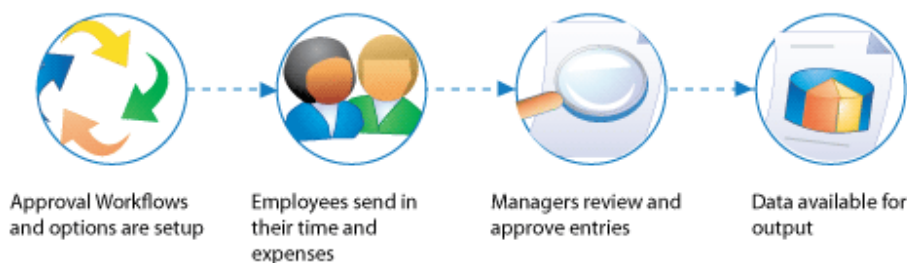 Approval Workflows
and options are setup
Employees send in
their time and
expenses
Managers review and
approve entries
Data available for
output